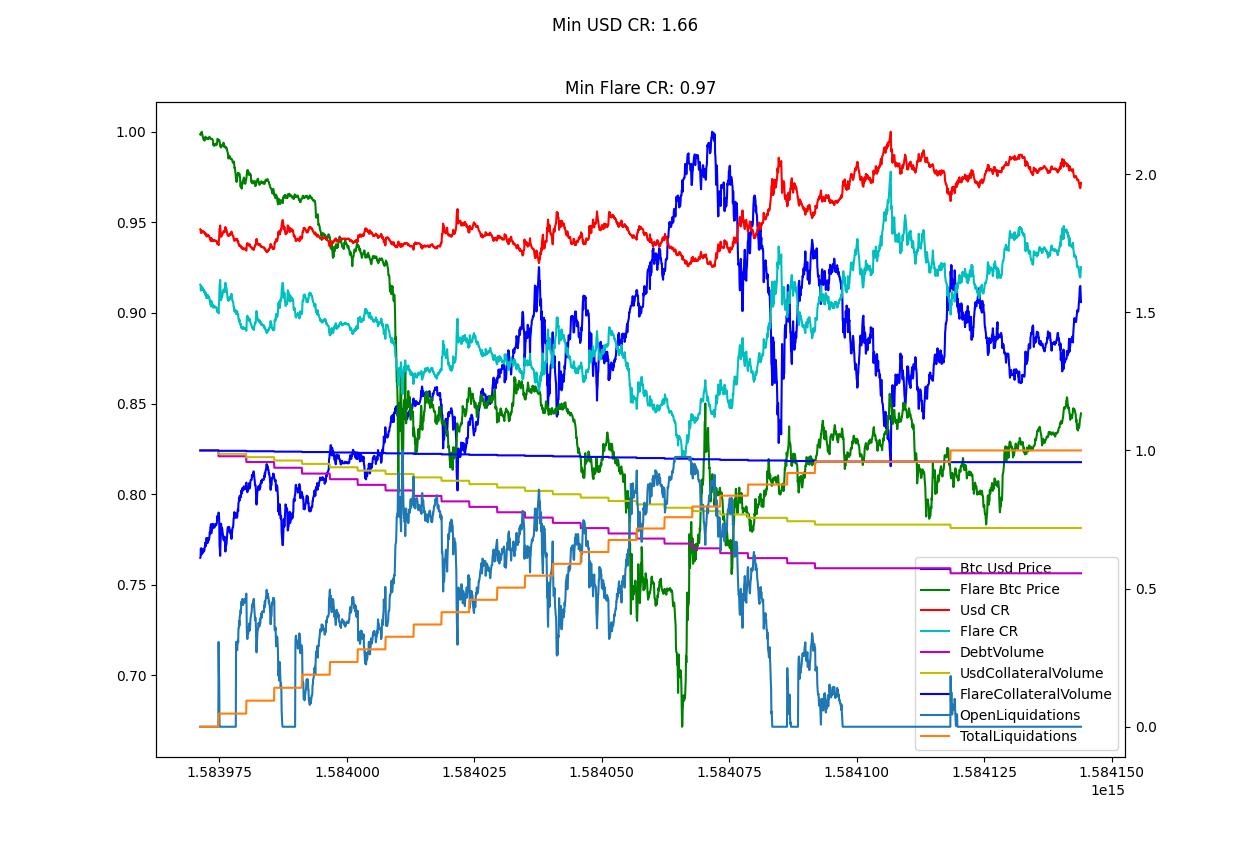 Min USD CR: 1.66
Min Flare CR: 0.97
1.00
0.95
0.90
0.85
0.80
0.75
0.70
2.0
1.5
1.0
0.5
0.0
Btc Usd Price
Flare Btc Price
Usd CR
Flare CR
DebtVolume
UsdCollateralVolume
FlareCollateralVolume
OpenLiquidations
TotalLiquidations
1.583975 1.584000 1.584025 1.584050 1.584075 1.584100 1.584125 1.584150
1e15